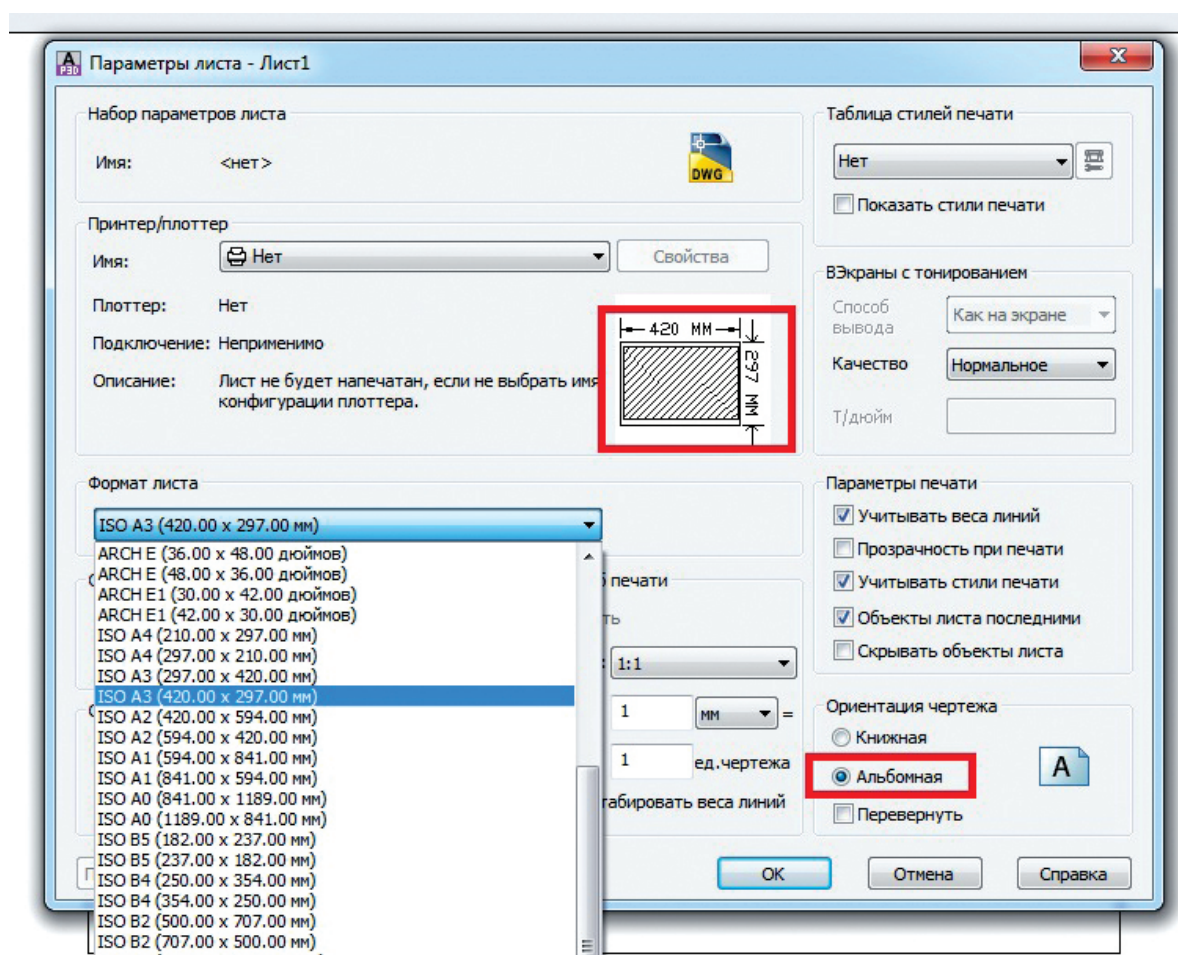 Параметры листа - Лист1
Набор параметров листа
Имя: <нет>
DWG
Принтер/плоттер
Имя: Нет
Свойства
Плоттер: Нет
Подключение: Неприменимо
Описание: Лист не будет напечатан, если не выбрать имя
конфигурации плоттера.
420 MM
297 MM
Формат листа
ISO A3 (420.00 x 297.00 мм)
ARCH E (36.00 x 48.00 дюймов)
ARCH E (48.00 x 36.00 дюймов)
ARCH E1 (30.00 x 42.00 дюймов)
ARCH E1 (42.00 x 30.00 дюймов)
ISO A4 (210.00 x 297.00 мм)
ISO A4 (297.00 x 210.00 мм)
ISO A3 (297.00 x 420.00 мм)
ISO A3 (420.00 x 297.00 мм)
ISO A2 (420.00 x 594.00 мм)
ISO A2 (594.00 x 420.00 мм)
ISO A1 (594.00 x 841.00 мм)
ISO A1 (841.00 x 594.00 мм)
ISO A0 (841.00 x 1189.00 мм)
ISO A0 (1189.00 x 841.00 мм)
ISO B5 (182.00 x 237.00 мм)
ISO B5 (237.00 x 182.00 мм)
ISO B4 (250.00 x 354.00 мм)
ISO B4 (354.00 x 250.00 мм)
ISO B2 (500.00 x 707.00 мм)
ISO B2 (707.00 x 500.00 мм)
печати
1:1
1 мм =
1 ед.чертежа
табировать веса линий
Таблица стилей печати
Нет
Показать стили печати
ВЭкраны с тонированием
Способ
вывода
Как на экране
Качество Нормальное
Т/дюйм
Параметры печати
Учитывать веса линий
Прозрачность при печати
Учитывать стили печати
Объекты листа последними
Скрывать объекты листа
Ориентация чертежа
Книжная
Альбомная
A
Перевернуть
ОК
Отмена
Справка